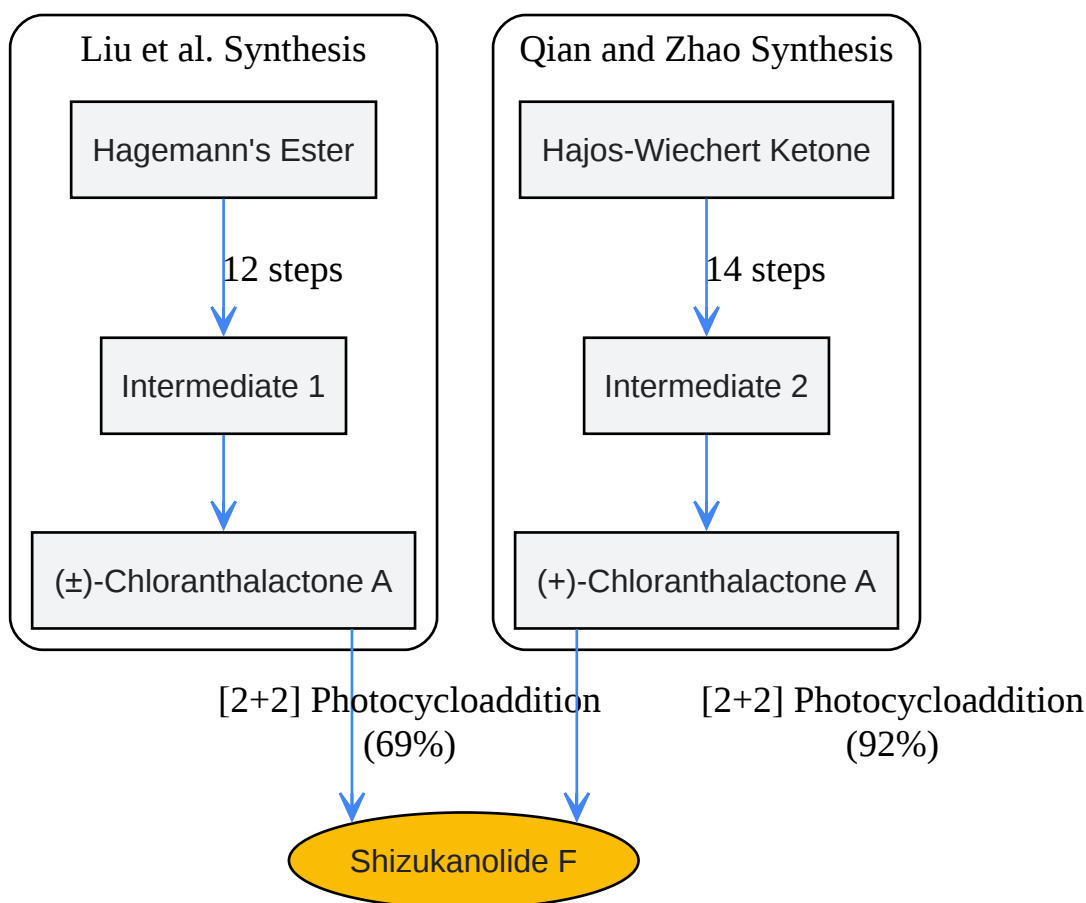 Liu et al. Synthesis
Hagemann's Ester
12 steps
Intermediate 1
(±)-Chloranthalactone A
[2+2] Photocycloaddition
(69%)
Qian and Zhao Synthesis
Hajos-Wiechert Ketone
14 steps
Intermediate 2
(+)-Chloranthalactone A
[2+2] Photocycloaddition
(92%)
Shizukanolide F